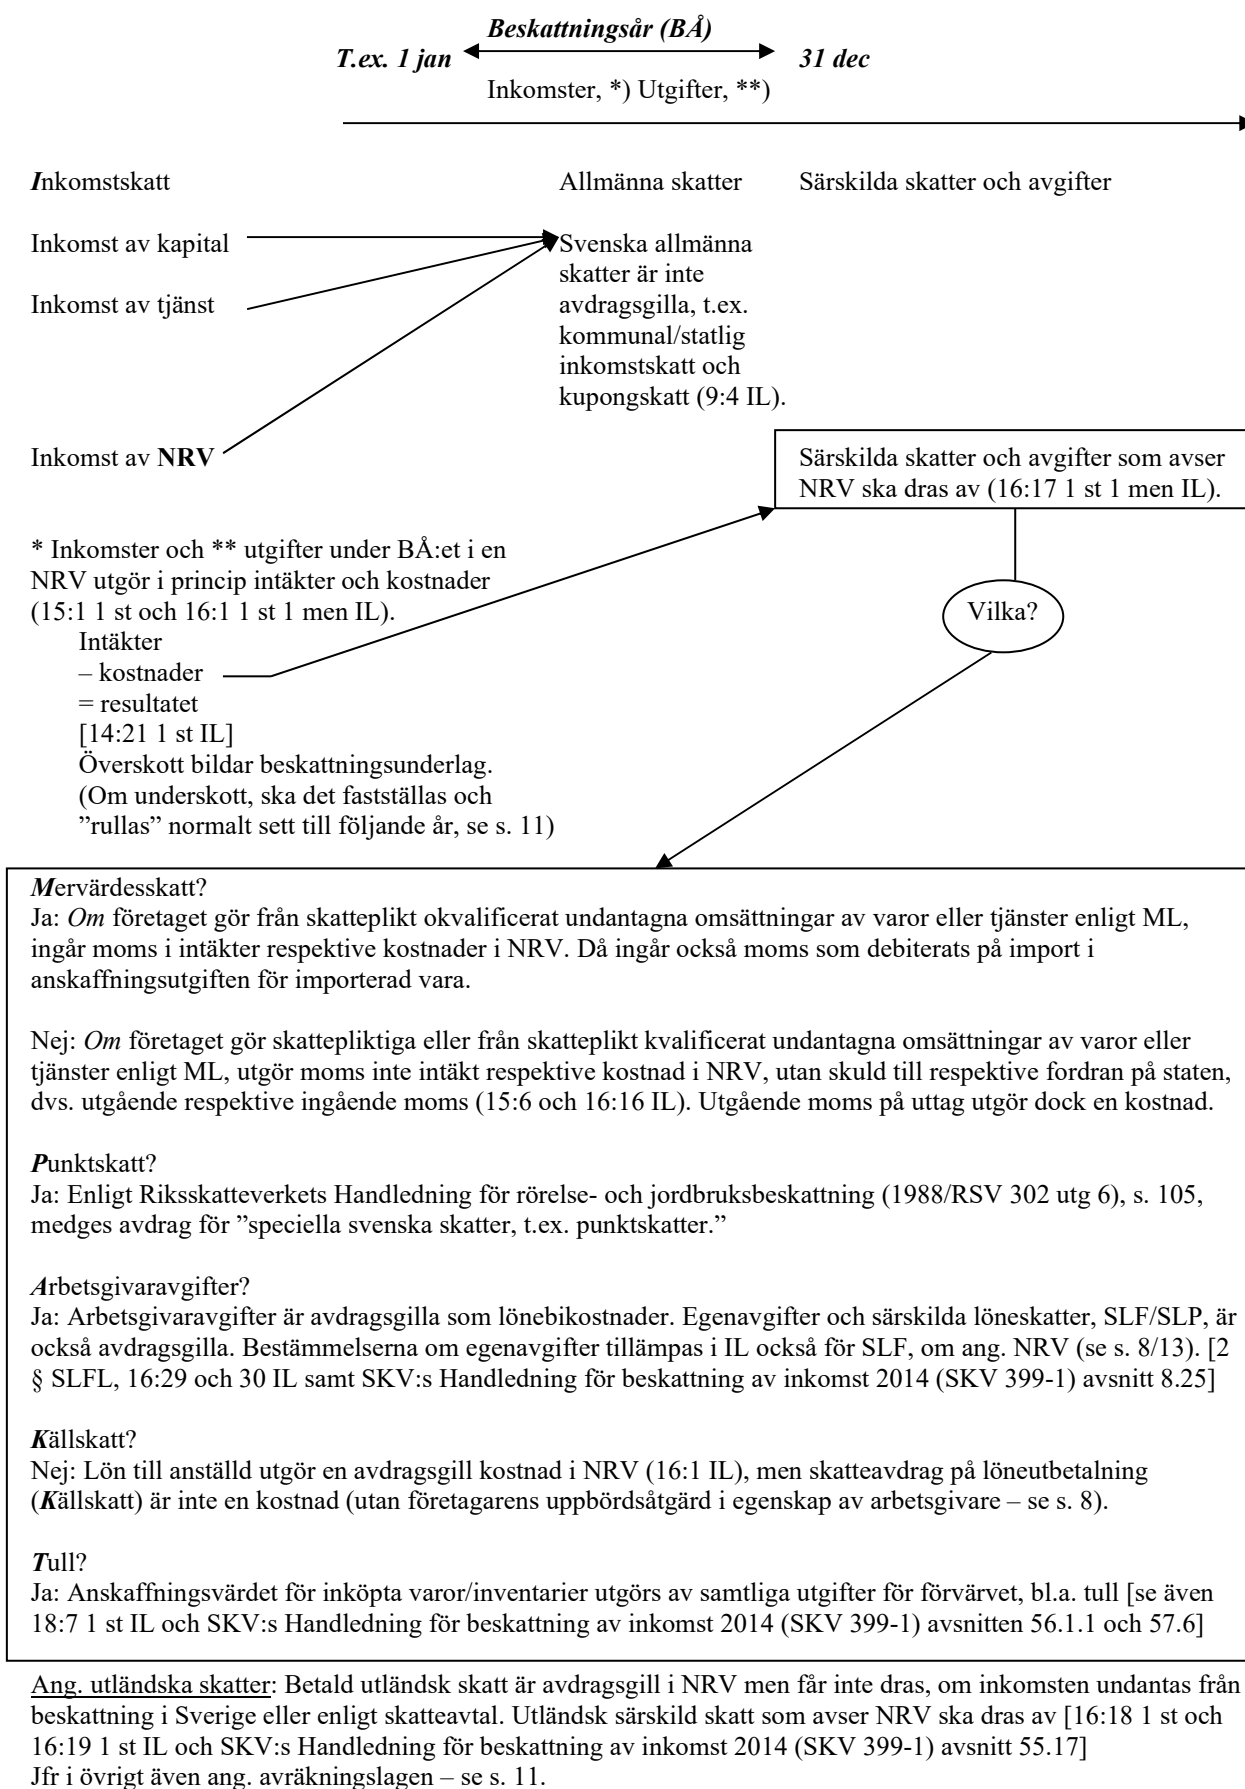 Beskattningsår (BÅ)
T.ex. 1 jan 31 dec
Inkomster, *) Utgifter, **)
Inkomstskatt Allmänna skatter Särskilda skatter och avgifter
Inkomst av kapital Svenska allmänna
skatter är inte
Inkomst av tjänst avdragsgilla, t.ex.
kommunal/statlig
inkomstskatt och
kupongskatt (9:4 IL).
Inkomst av NRV Särskilda skatter och avgifter som avser
NRV ska dras av (16:17 1 st 1 men IL).
* Inkomster och ** utgifter under BÅ:et i en
NRV utgör i princip intäkter och kostnader
(15:1 1 st och 16:1 1 st 1 men IL). Vilka?
Intäkter
– kostnader
= resultatet
[14:21 1 st IL]
Överskott bildar beskattningsunderlag.
(Om underskott, ska det fastställas och
”rullas” normalt sett till följande år, se s. 11)
Mervärdesskatt?
Ja: Om företaget gör från skatteplikt okvalificerat undantagna omsättningar av varor eller tjänster enligt ML,
ingår moms i intäkter respektive kostnader i NRV. Då ingår också moms som debiterats på import i
anskaffningsutgiften för importerad vara.
Nej: Om företaget gör skattepliktiga eller från skatteplikt kvalificerat undantagna omsättningar av varor eller
tjänster enligt ML, utgör moms inte intäkt respektive kostnad i NRV, utan skuld till respektive fordran på staten,
dvs. utgående respektive ingående moms (15:6 och 16:16 IL). Utgående moms på uttag utgör dock en kostnad.
Punktskatt?
Ja: Enligt Riksskatteverkets Handledning för rörelse- och jordbruksbeskattning (1988/RSV 302 utg 6), s. 105,
medges avdrag för ”speciella svenska skatter, t.ex. punktskatter.”
Arbetsgivaravgifter?
Ja: Arbetsgivaravgifter är avdragsgilla som lönebikostnader. Egenavgifter och särskilda löneskatter, SLF/SLP, är
också avdragsgilla. Bestämmelserna om egenavgifter tillämpas i IL också för SLF, om ang. NRV (se s. 8/13). [2
§ SLFL, 16:29 och 30 IL samt SKV:s Handledning för beskattning av inkomst 2014 (SKV 399-1) avsnitt 8.25]
Källskatt?
Nej: Lön till anställd utgör en avdragsgill kostnad i NRV (16:1 IL), men skatteavdrag på löneutbetalning
(Källskatt) är inte en kostnad (utan företagarens uppbördsåtgärd i egenskap av arbetsgivare – se s. 8).
Tull?
Ja: Anskaffningsvärdet för inköpta varor/inventarier utgörs av samtliga utgifter för förvärvet, bl.a. tull [se även
18:7 1 st IL och SKV:s Handledning för beskattning av inkomst 2014 (SKV 399-1) avsnitten 56.1.1 och 57.6]
Ang. utländska skatter: Betald utländsk skatt är avdragsgill i NRV men får inte dras, om inkomsten undantas från
beskattning i Sverige eller enligt skatteavtal. Utländsk särskild skatt som avser NRV ska dras av [16:18 1 st och
16:19 1 st IL och SKV:s Handledning för beskattning av inkomst 2014 (SKV 399-1) avsnitt 55.17]
Jfr i övrigt även ang. avräkningslagen – se s. 11.